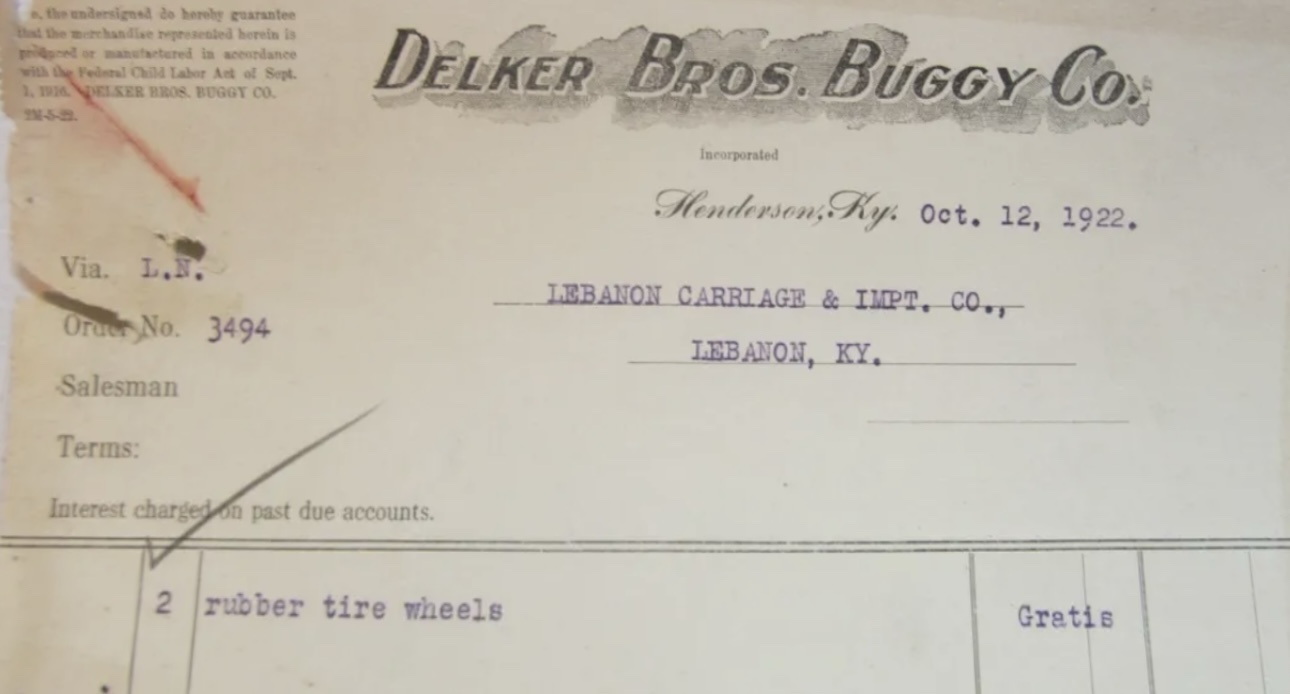 e, the undersigned do hereby guarantee
that the merchandise represented herein is
produced or manufactured in accordance
with the Federal Child Labor Act of Sept.
1, 1916. DELKER BROS. BUGGY CO.
2M-5-22.
DELKER BROS. BUGGY CO.
Incorporated
Henderson, Ky. Oct. 12, 1922.
Via. L.N.
LEBANON CARRIAGE & IMPT. CO.,
Order No. 3494
LEBANON, KY.
Salesman
Terms:
Interest charged on past due accounts.
2 rubber tire wheels Gratis